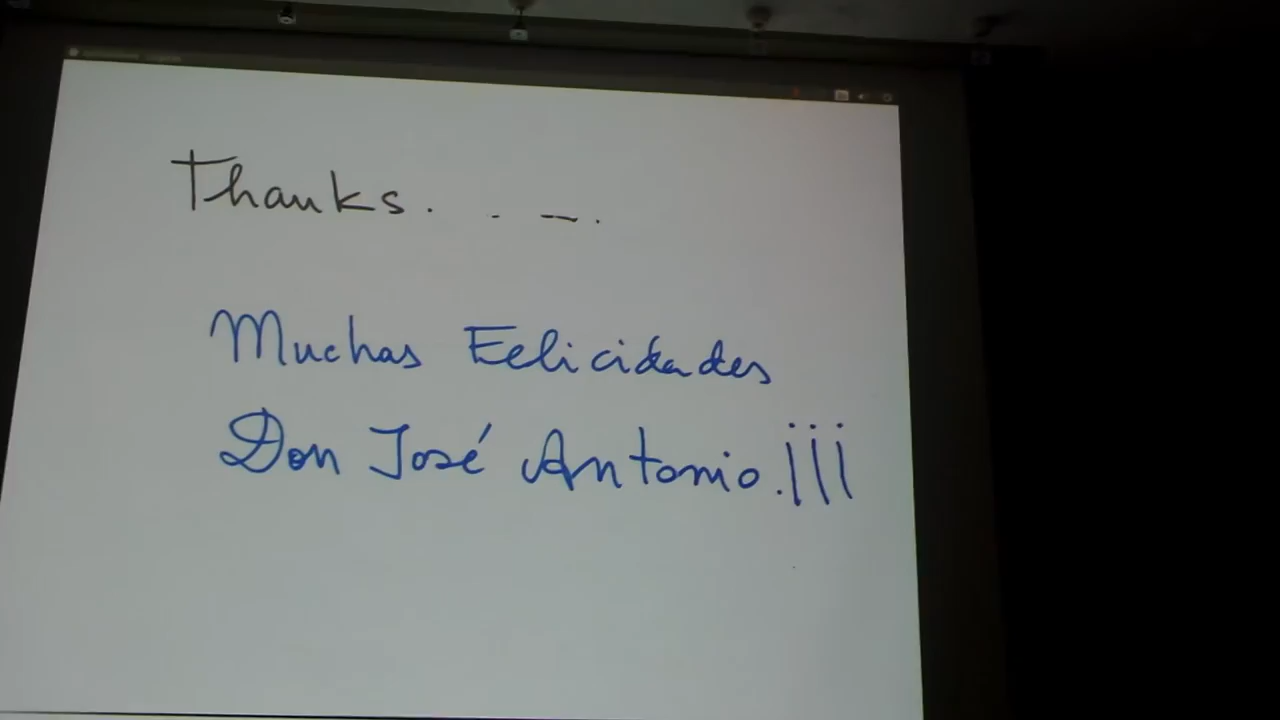 Thanks. . _.
Muchas Felicidades
Don José Antonio.¡¡¡